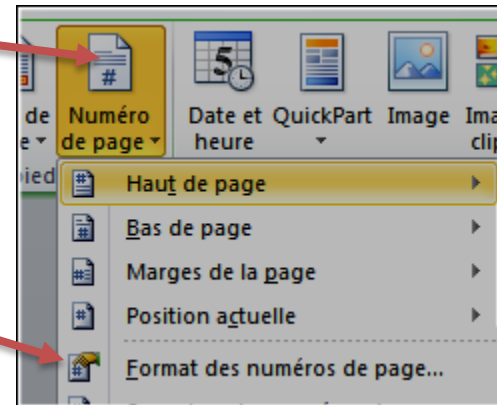 de Numéro Date et QuickPart Image Ima
e de page heure clip
ied
Haut de page
Bas de page
Marges de la page
Position actuelle
Format des numéros de page...